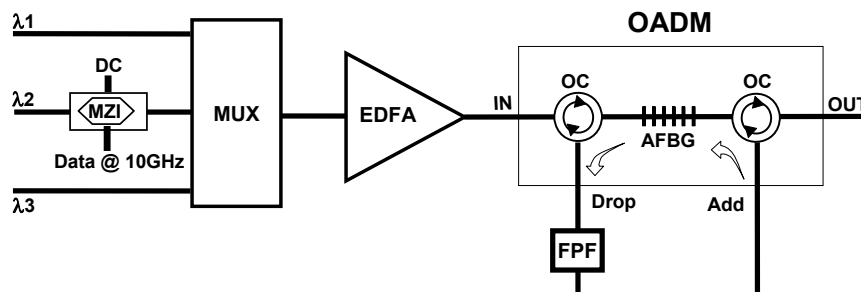 OADM
λ1
DC
λ2
MZI
Data @ 10GHz
λ3
MUX
EDFA
IN
OC
AFBG
OC
OUT
Drop
Add
FPF